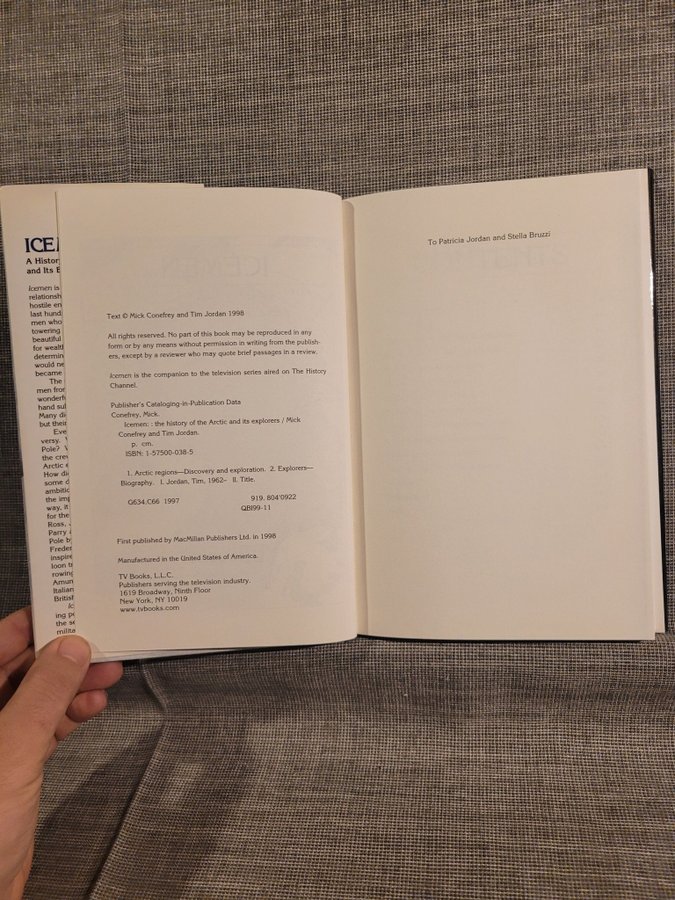 ICE
A Histor
and Its E
Icemen is
relationsh
hostile en
last hund
men who
towering
beautiful
for wealt
determin
would ne
became
The
men fron
wonderfu
hand sul
Many di
but their
Eve
versy.
Pole?
the crev
Arctic e
How di
some d
ambitic
the imp
way, it
for the
Ross,
Parry
Pole by
Freder
inspire
loon tr
rowing
Amun
Italian
British
Ic
ing pe
the se
milita
Text © Mick Conefrey and Tim Jordan 1998
All rights reserved. No part of this book may be reproduced in any
form or by any means without permission in writing from the publish-
ers, except by a reviewer who may quote brief passages in a review.
Icemen is the companion to the television series aired on The History
Channel.
Publisher's Cataloging-in-Publication Data
Conefrey, Mick.
Icemen: : the history of the Arctic and its explorers / Mick
Conefrey and Tim Jordan.
p. cm.
ISBN: 1-57500-038-5
1. Arctic regions—Discovery and exploration. 2. Explorers—
Biography. I. Jordan, Tim, 1962– II. Title.
G634.C66 1997 919. 804'0922
QBI99-11
First published by MacMillan Publishers Ltd. in 1998
Manufactured in the United States of America.
TV Books, L.L.C.
Publishers serving the television industry.
1619 Broadway, Ninth Floor
New York, NY 10019
www.tvbooks.com
To Patricia Jordan and Stella Bruzzi